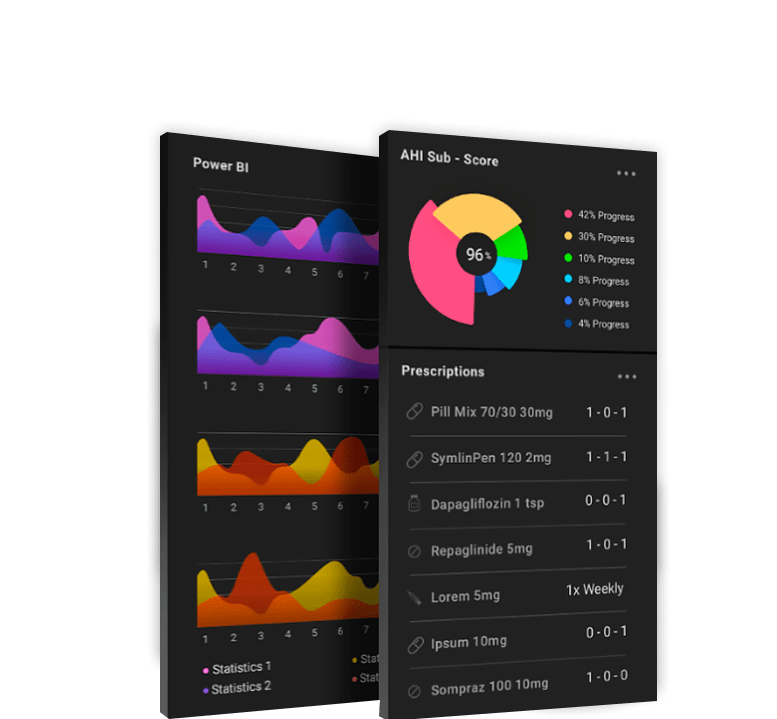 Power BI
1 2 3 4 5 6 7
1 2 3 4 5 6 7
1 2 3 4 5 6 7
1 2 3 4 5 6 7
Statistics 1
Statistics 2
AHI Sub - Score
96%
42% Progress
30% Progress
10% Progress
8% Progress
6% Progress
4% Progress
Prescriptions
Pill Mix 70/30 30mg 1 - 0 - 1
SymlinPen 120 2mg 1 - 1 - 1
Dapagliflozin 1 tsp 0 - 0 - 1
Repaglinide 5mg 1 - 0 - 1
Lorem 5mg 1x Weekly
Ipsum 10mg 0 - 0 - 1
Sompraz 100 10mg 1 - 0 - 0